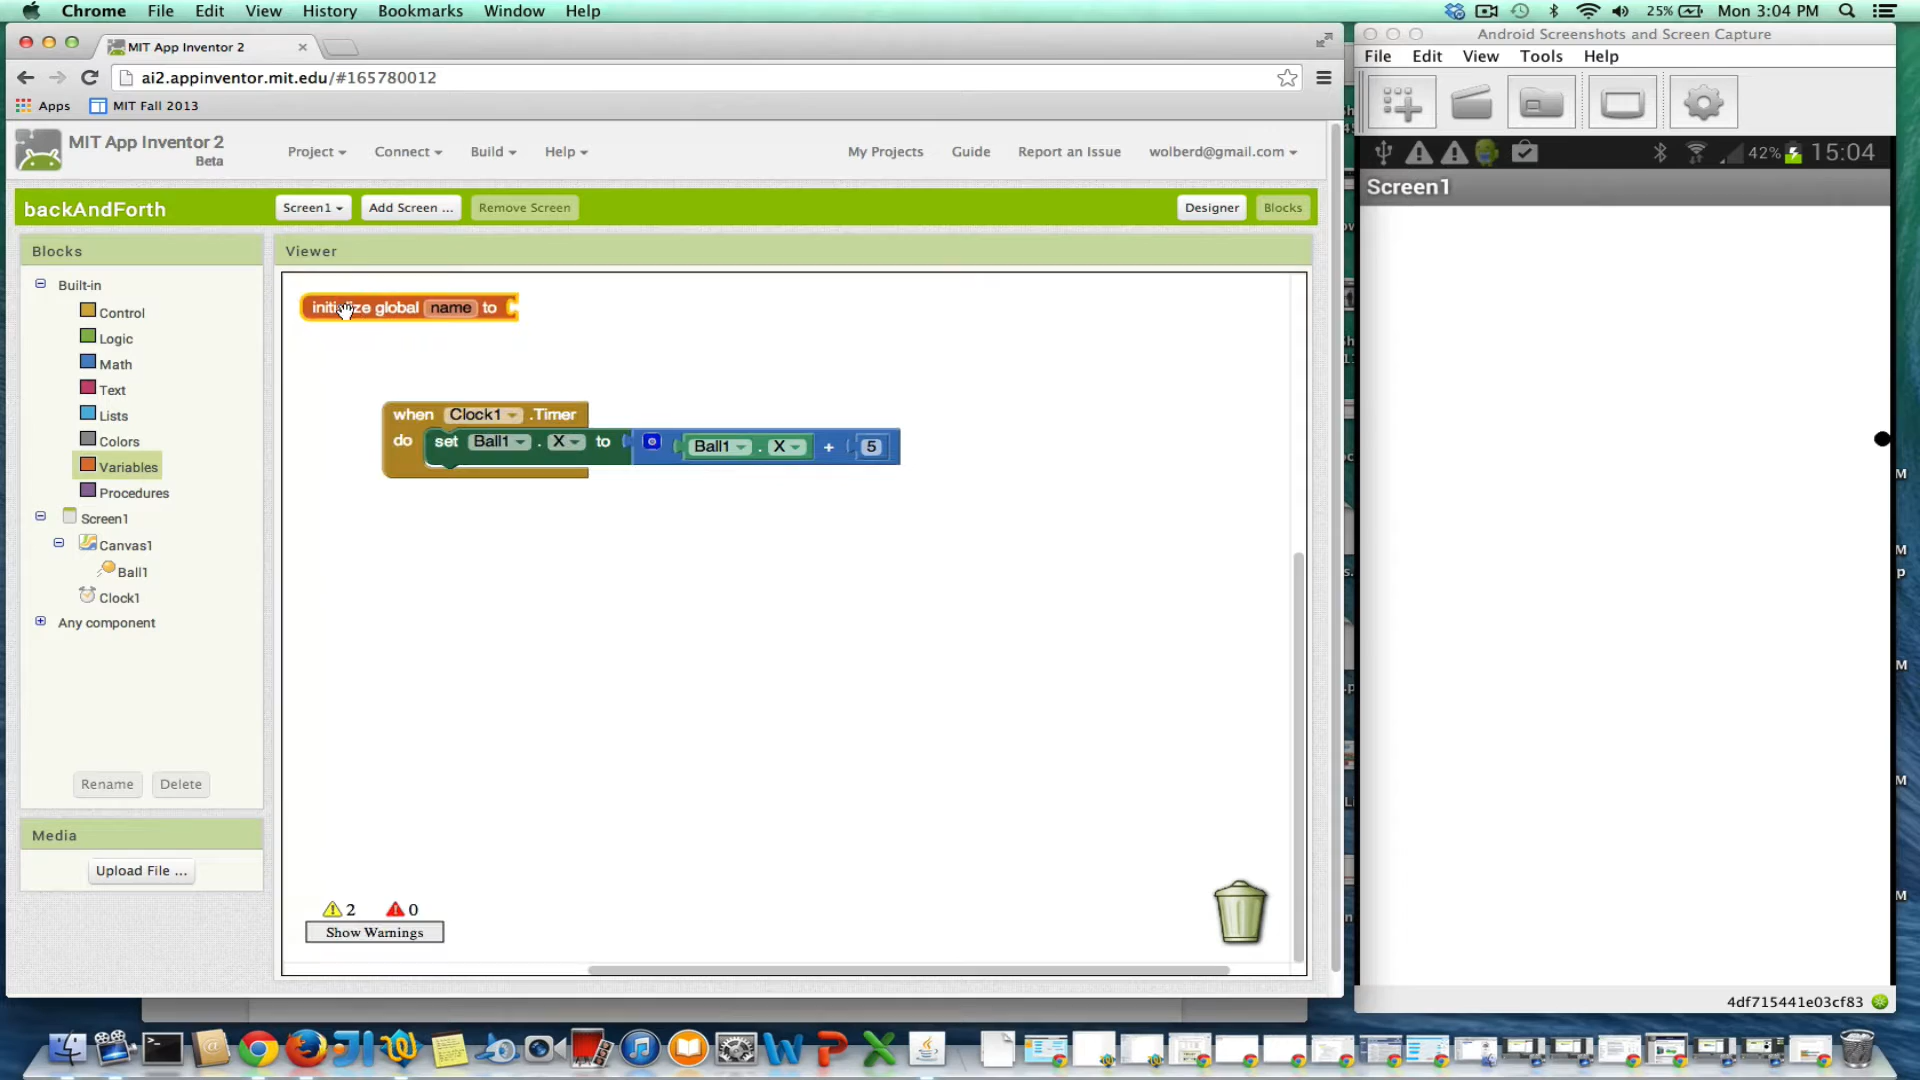 Chrome File Edit View History Bookmarks Window Help
25% Mon 3:04 PM
MIT App Inventor 2
ai2.appinventor.mit.edu/#165780012
Apps MIT Fall 2013
MIT App Inventor 2
Beta
Project Connect Build Help
My Projects Guide Report an Issue wolberd@gmail.com
backAndForth
Screen1 Add Screen ... Remove Screen
Designer Blocks
Blocks
Built-in
Control
Logic
Math
Text
Lists
Colors
Variables
Procedures
Screen1
Canvas1
Ball1
Clock1
Any component
Rename Delete
Media
Upload File ...
Viewer
initialize global name to
when Clock1 .Timer
do set Ball1 . X to Ball1 . X + 5
2 0
Show Warnings
Android Screenshots and Screen Capture
File Edit View Tools Help
42% 15:04
Screen1
4df715441e03cf83